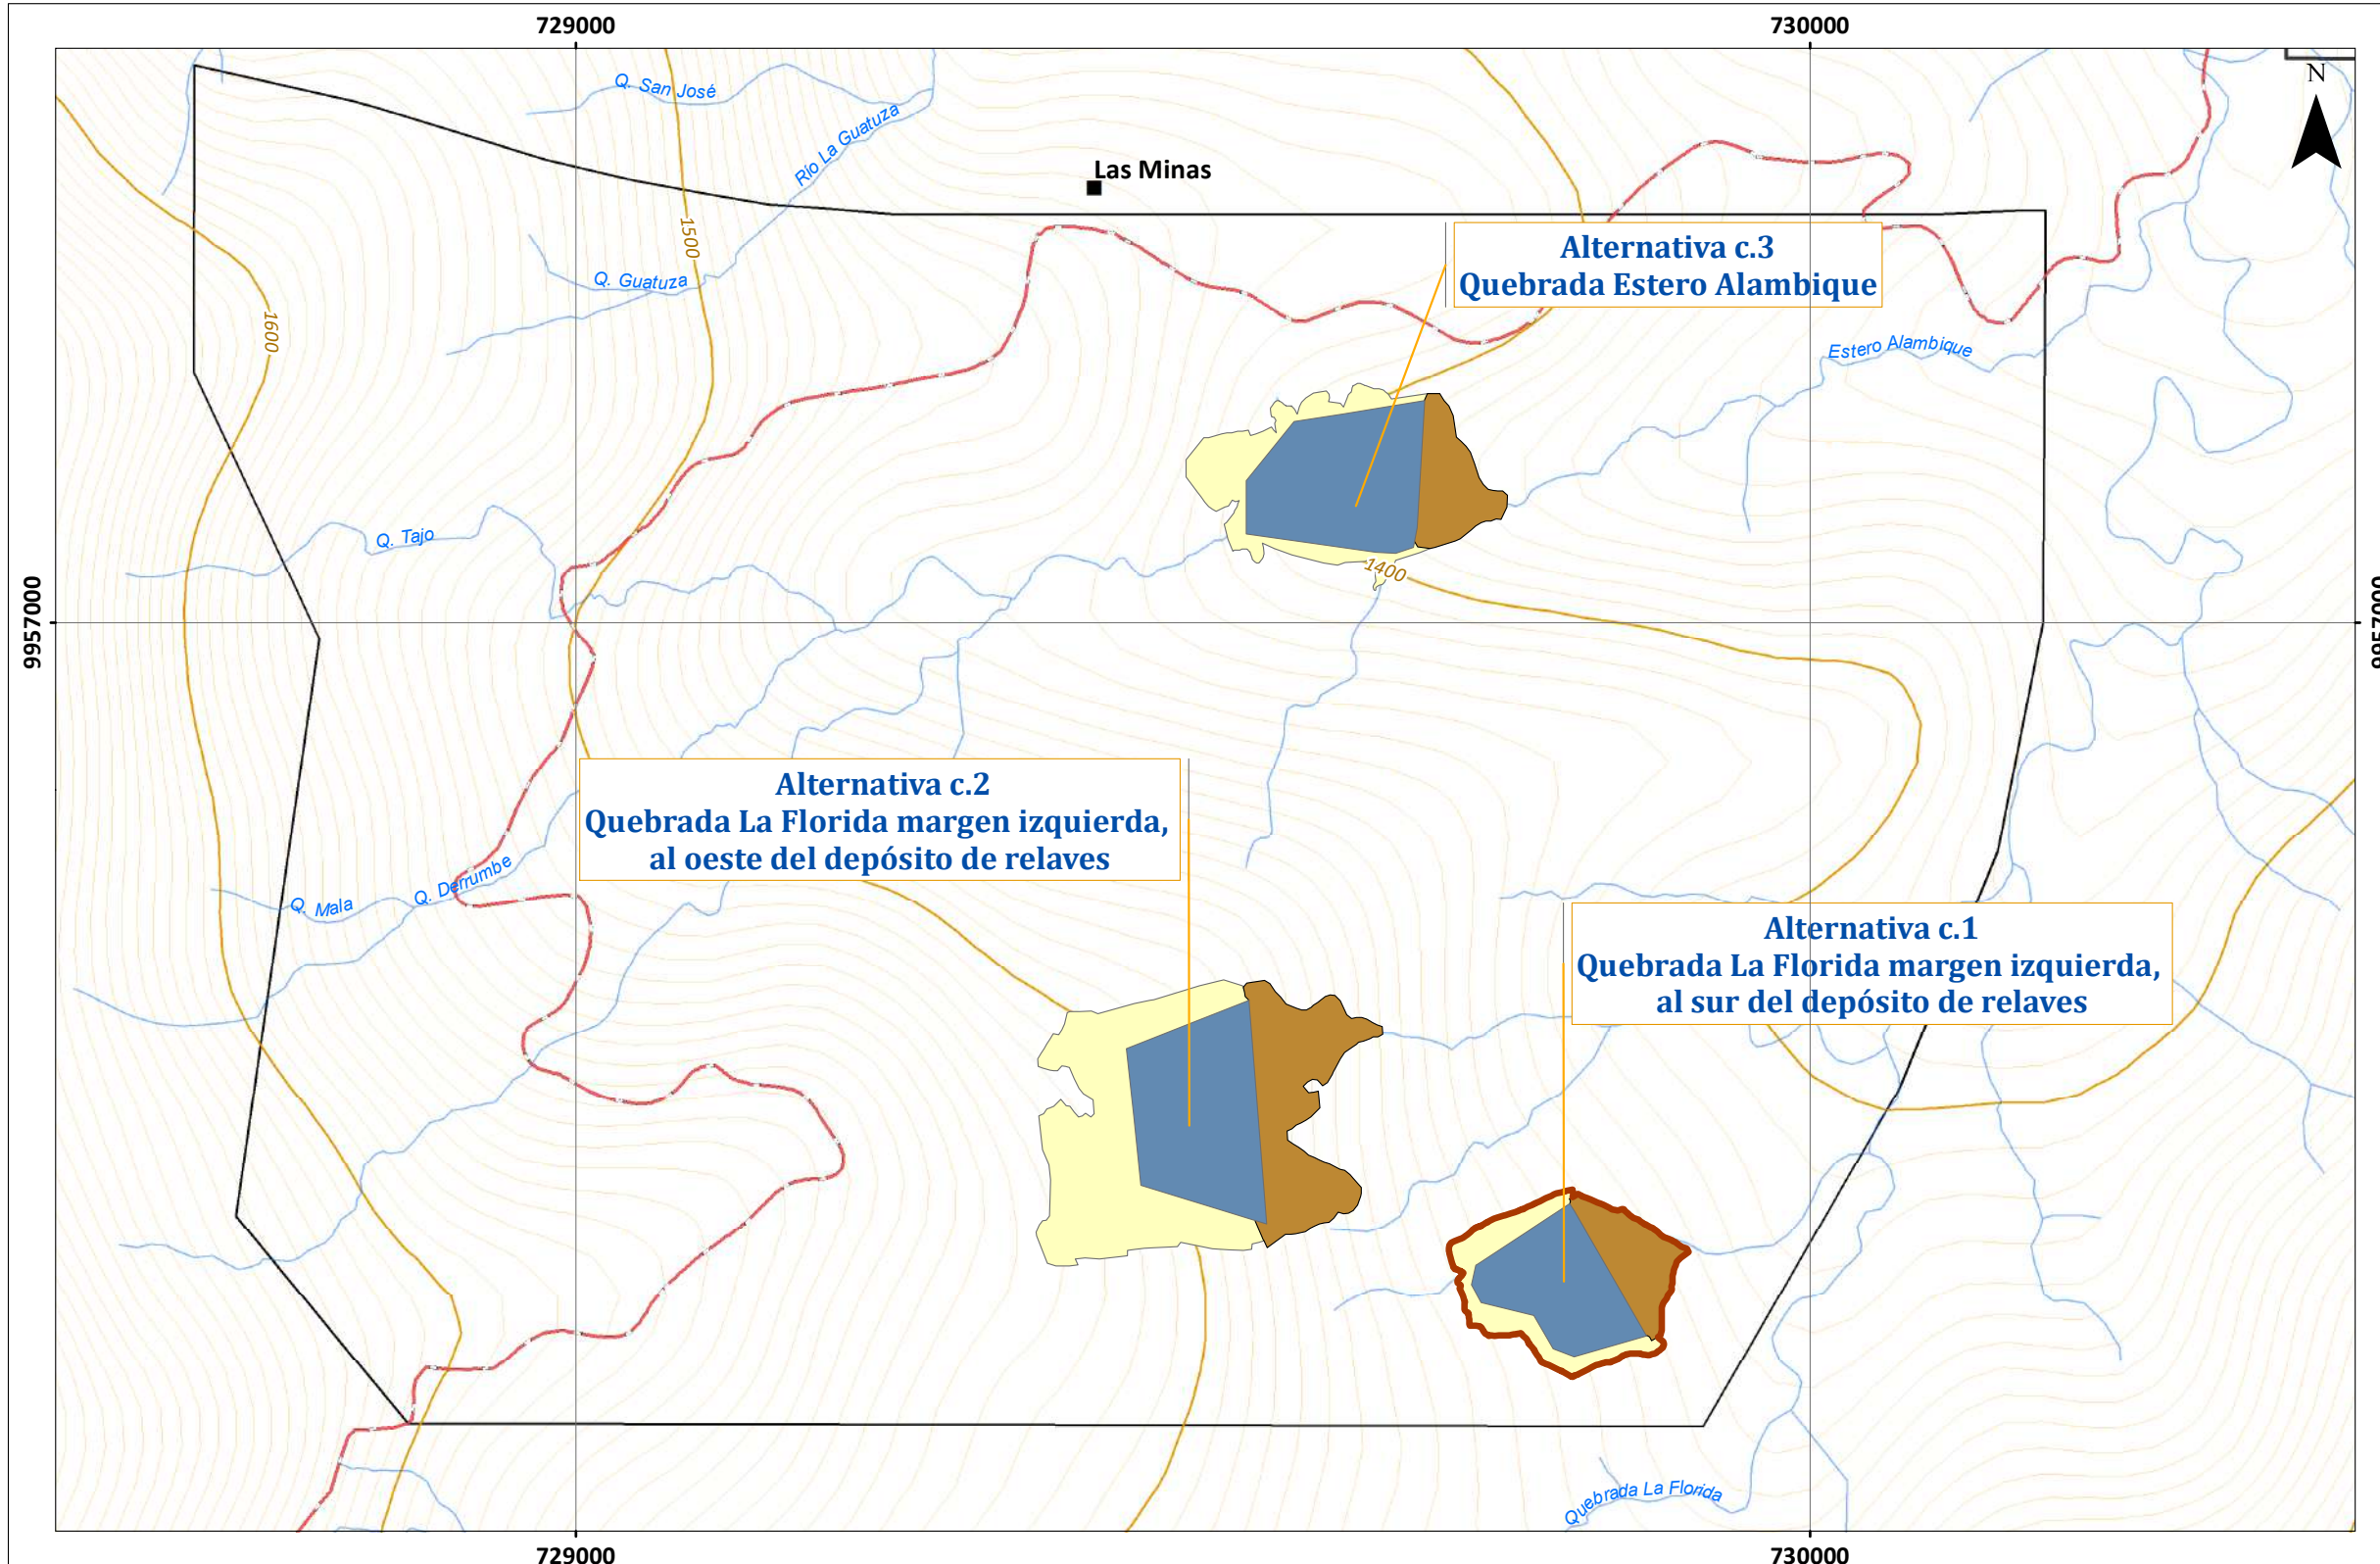 729000
730000
N
Q. San José
Río La Guatuza
Las Minas
1500
Alternativa c.3
Quebrada Estero Alambique
Q. Guatuza
1600
Estero Alambique
Q. Tajo
1400
9957000
9957000
Alternativa c.2
Quebrada La Florida margen izquierda,
al oeste del depósito de relaves
Q. Derrumbe
Q. Mala
Alternativa c.1
Quebrada La Florida margen izquierda,
al sur del depósito de relaves
Quebrada La Florida
729000
730000